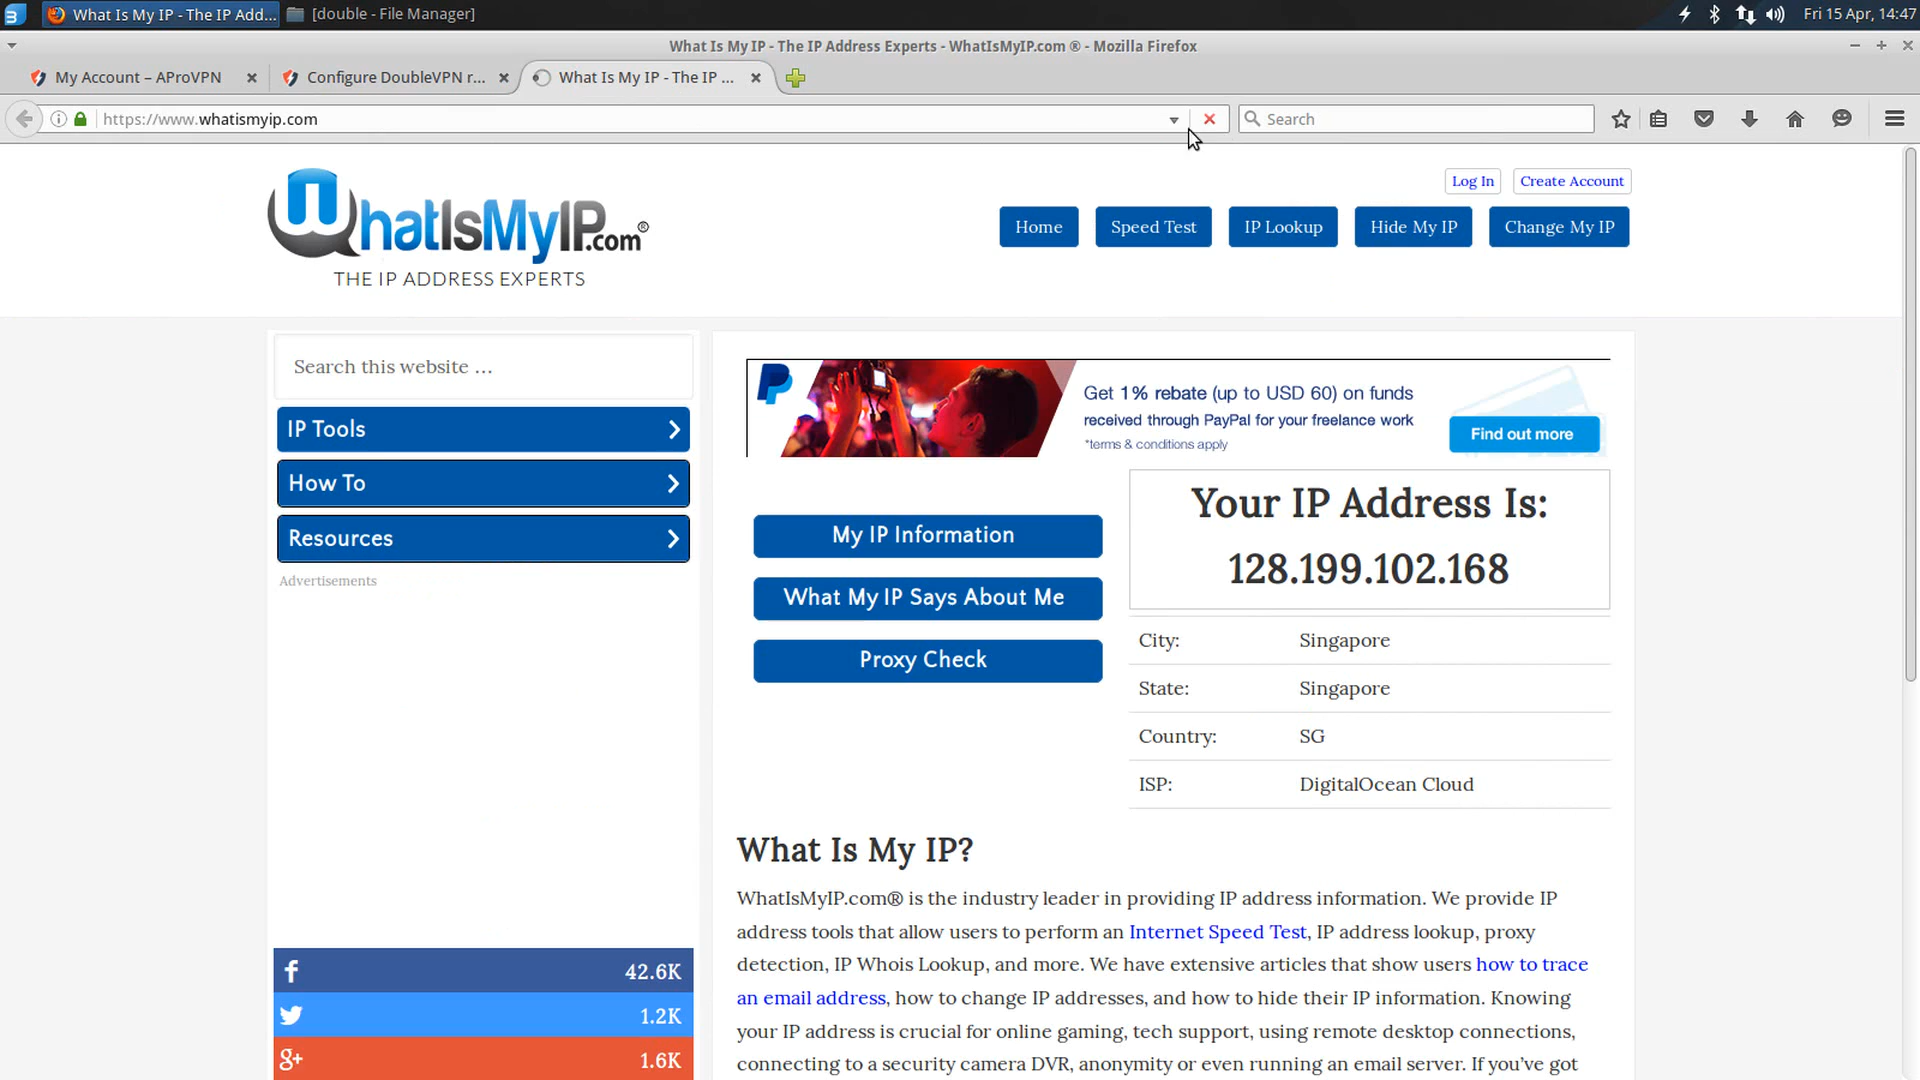 What Is My IP - The IP Add...
[double - File Manager]
Fri 15 Apr, 14:47
What Is My IP - The IP Address Experts - WhatIsMyIP.com ® - Mozilla Firefox
My Account – AProVPN
Configure DoubleVPN r...
What Is My IP - The IP ...
https://www.whatismyip.com
Search
WhatIsMyIP.com®
THE IP ADDRESS EXPERTS
Log In
Create Account
Home
Speed Test
IP Lookup
Hide My IP
Change My IP
Search this website ...
IP Tools
How To
Resources
Advertisements
42.6K
1.2K
g+ 1.6K
Get 1% rebate (up to USD 60) on funds
received through PayPal for your freelance work
*terms & conditions apply
Find out more
My IP Information
What My IP Says About Me
Proxy Check
Your IP Address Is:
128.199.102.168
City: Singapore
State: Singapore
Country: SG
ISP: DigitalOcean Cloud
What Is My IP?
WhatIsMyIP.com® is the industry leader in providing IP address information. We provide IP
address tools that allow users to perform an Internet Speed Test, IP address lookup, proxy
detection, IP Whois Lookup, and more. We have extensive articles that show users how to trace
an email address, how to change IP addresses, and how to hide their IP information. Knowing
your IP address is crucial for online gaming, tech support, using remote desktop connections,
connecting to a security camera DVR, anonymity or even running an email server. If you've got